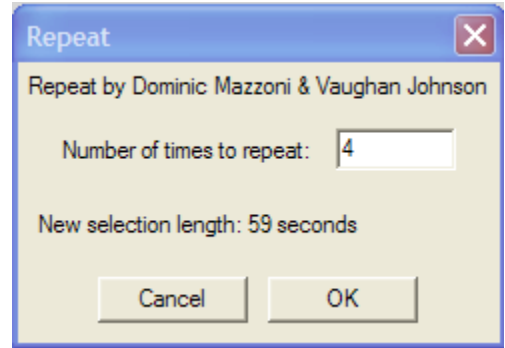 Repeat
Repeat by Dominic Mazzoni & Vaughan Johnson
Number of times to repeat: 4
New selection length: 59 seconds
Cancel OK